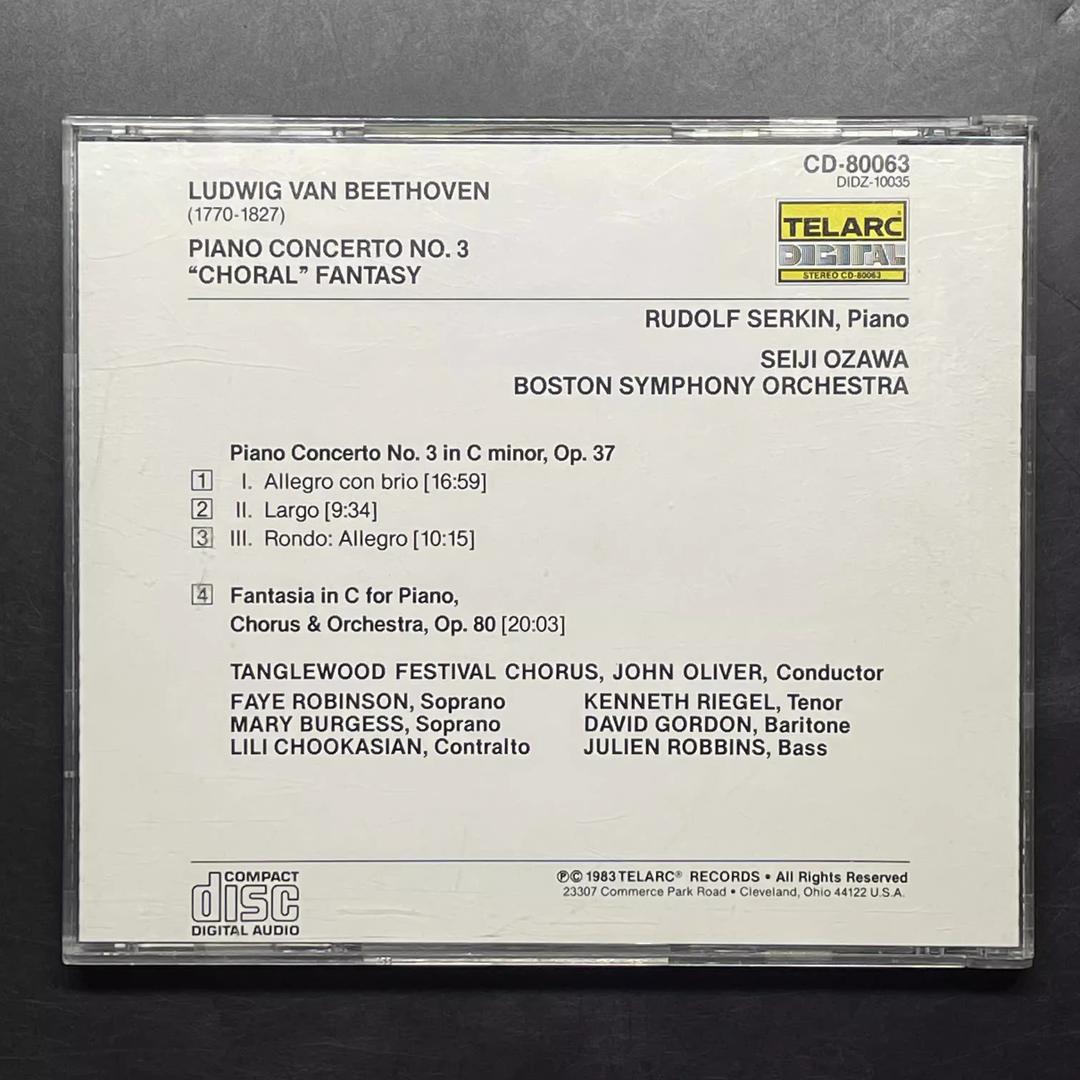 CD-80063
DIDZ-10035
LUDWIG VAN BEETHOVEN
(1770-1827)
PIANO CONCERTO NO. 3
“CHORAL” FANTASY
TELARC®
DIGITAL
STEREO CD-80063
RUDOLF SERKIN, Piano
SEIJI OZAWA
BOSTON SYMPHONY ORCHESTRA
Piano Concerto No. 3 in C minor, Op. 37
1 I. Allegro con brio [16:59]
2 II. Largo [9:34]
3 III. Rondo: Allegro [10:15]
4 Fantasia in C for Piano,
Chorus & Orchestra, Op. 80 [20:03]
TANGLEWOOD FESTIVAL CHORUS, JOHN OLIVER, Conductor
FAYE ROBINSON, Soprano
MARY BURGESS, Soprano
LILI CHOOKASIAN, Contralto
KENNETH RIEGEL, Tenor
DAVID GORDON, Baritone
JULIEN ROBBINS, Bass
COMPACT
disc
DIGITAL AUDIO
℗© 1983 TELARC® RECORDS • All Rights Reserved
23307 Commerce Park Road • Cleveland, Ohio 44122 U.S.A.